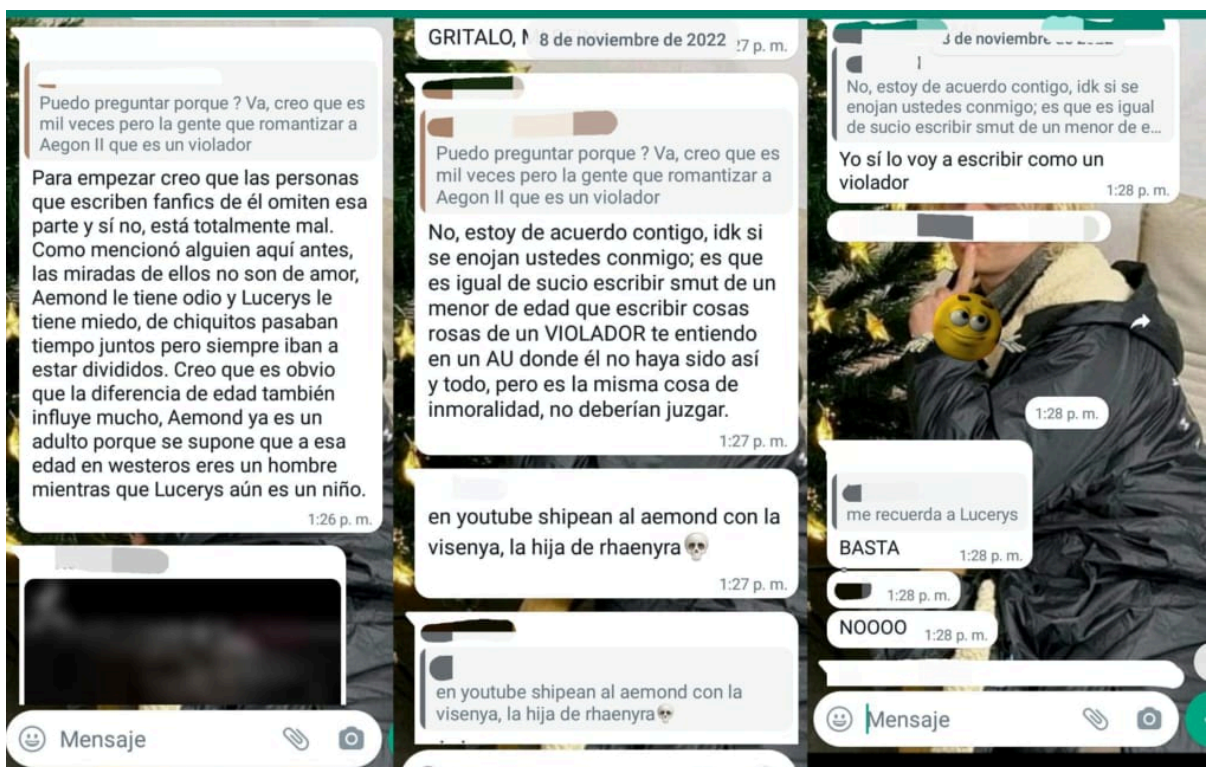 Puedo preguntar porque ? Va, creo que es
mil veces pero la gente que romantizar a
Aegon II que es un violador
Para empezar creo que las personas
que escriben fanfics de él omiten esa
parte y sí no, está totalmente mal.
Como mencionó alguien aquí antes,
las miradas de ellos no son de amor,
Aemond le tiene odio y Lucerys le
tiene miedo, de chiquitos pasaban
tiempo juntos pero siempre iban a
estar divididos. Creo que es obvio
que la diferencia de edad también
influye mucho, Aemond ya es un
adulto porque se supone que a esa
edad en westeros eres un hombre
mientras que Lucerys aún es un niño.
1:26 p. m.
Mensaje
GRITALO,
8 de noviembre de 2022
:7 p. m.
Puedo preguntar porque ? Va, creo que es
mil veces pero la gente que romantizar a
Aegon II que es un violador
No, estoy de acuerdo contigo, idk si
se enojan ustedes conmigo; es que
es igual de sucio escribir smut de un
menor de edad que escribir cosas
rosas de un VIOLADOR te entiendo
en un AU donde él no haya sido así
y todo, pero es la misma cosa de
inmoralidad, no deberían juzgar.
1:27 p. m.
en youtube shipean al aemond con la
visenya, la hija de rhaenyra💀
1:27 p. m.
en youtube shipean al aemond con la
visenya, la hija de rhaenyra💀
de noviembre
No, estoy de acuerdo contigo, idk si se
enojan ustedes conmigo; es que es igual
de sucio escribir smut de un menor de e...
Yo sí lo voy a escribir como un
violador
1:28 p. m.
1:28 p. m.
me recuerda a Lucerys
BASTA 1:28 p. m.
1:28 p. m.
NOOOO 1:28 p. m.
Mensaje